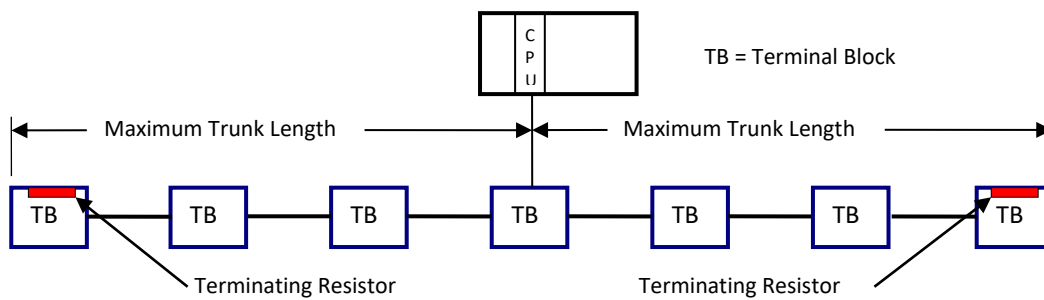 C
P
U
TB = Terminal Block
Maximum Trunk Length
Maximum Trunk Length
TB
TB
TB
TB
TB
TB
TB
Terminating Resistor
Terminating Resistor